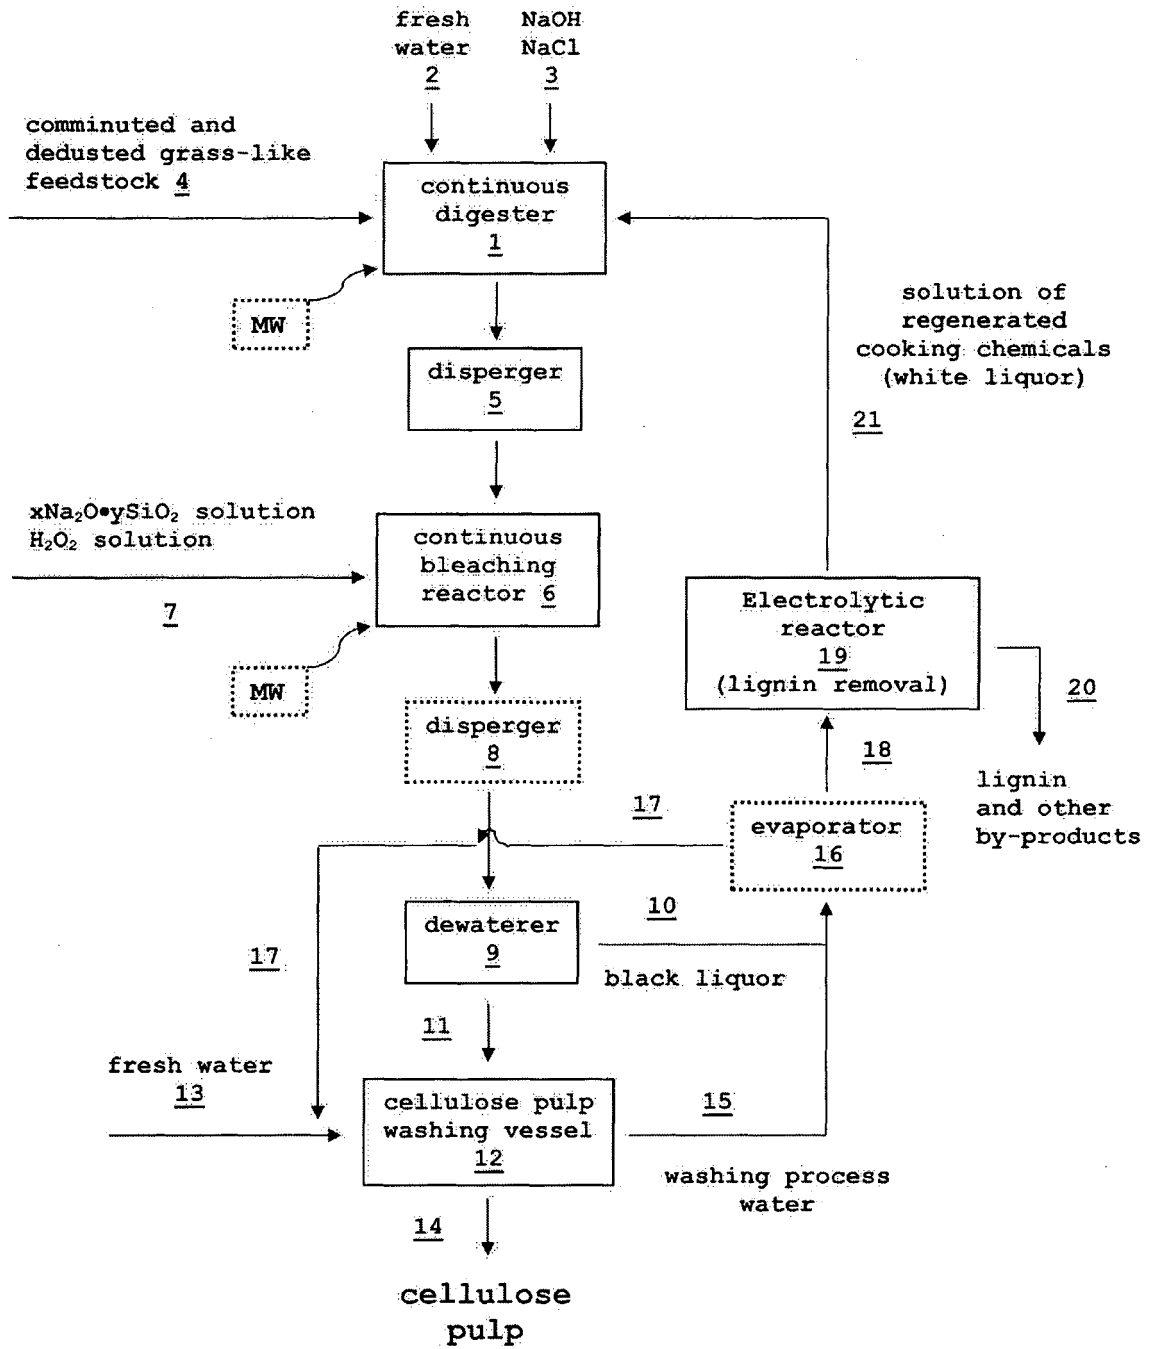 fresh
water
2
NaOH
NaCl
3
comminuted and
dedusted grass-like
feedstock 4
continuous
digester
1
MW
solution of
regenerated
cooking chemicals
(white liquor)
21
disperger
5
xNa₂O•ySiO₂ solution
H₂O₂ solution
7
continuous
bleaching
reactor 6
MW
Electrolytic
reactor
19
(lignin removal)
20
lignin
and other
by-products
disperger
8
18
17
evaporator
16
dewaterer
9
10
black liquor
17
11
fresh water
13
cellulose pulp
washing vessel
12
15
washing process
water
14
cellulose
pulp